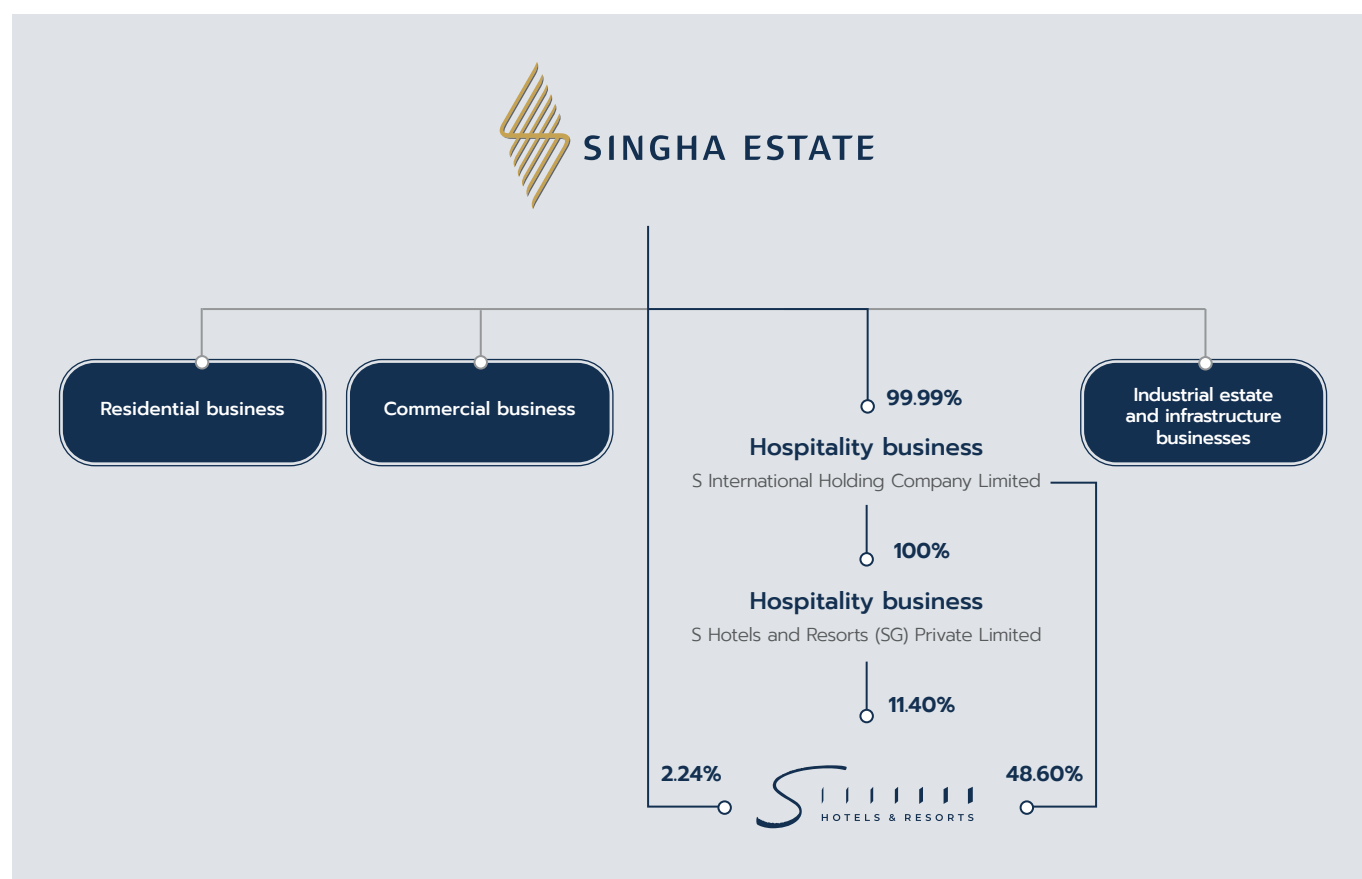 SINGHA ESTATE
Residential business
Commercial business
Industrial estate
and infrastructure
businesses
99.99%
Hospitality business
S International Holding Company Limited
100%
Hospitality business
S Hotels and Resorts (SG) Private Limited
11.40%
2.24%
48.60%
S
HOTELS & RESORTS